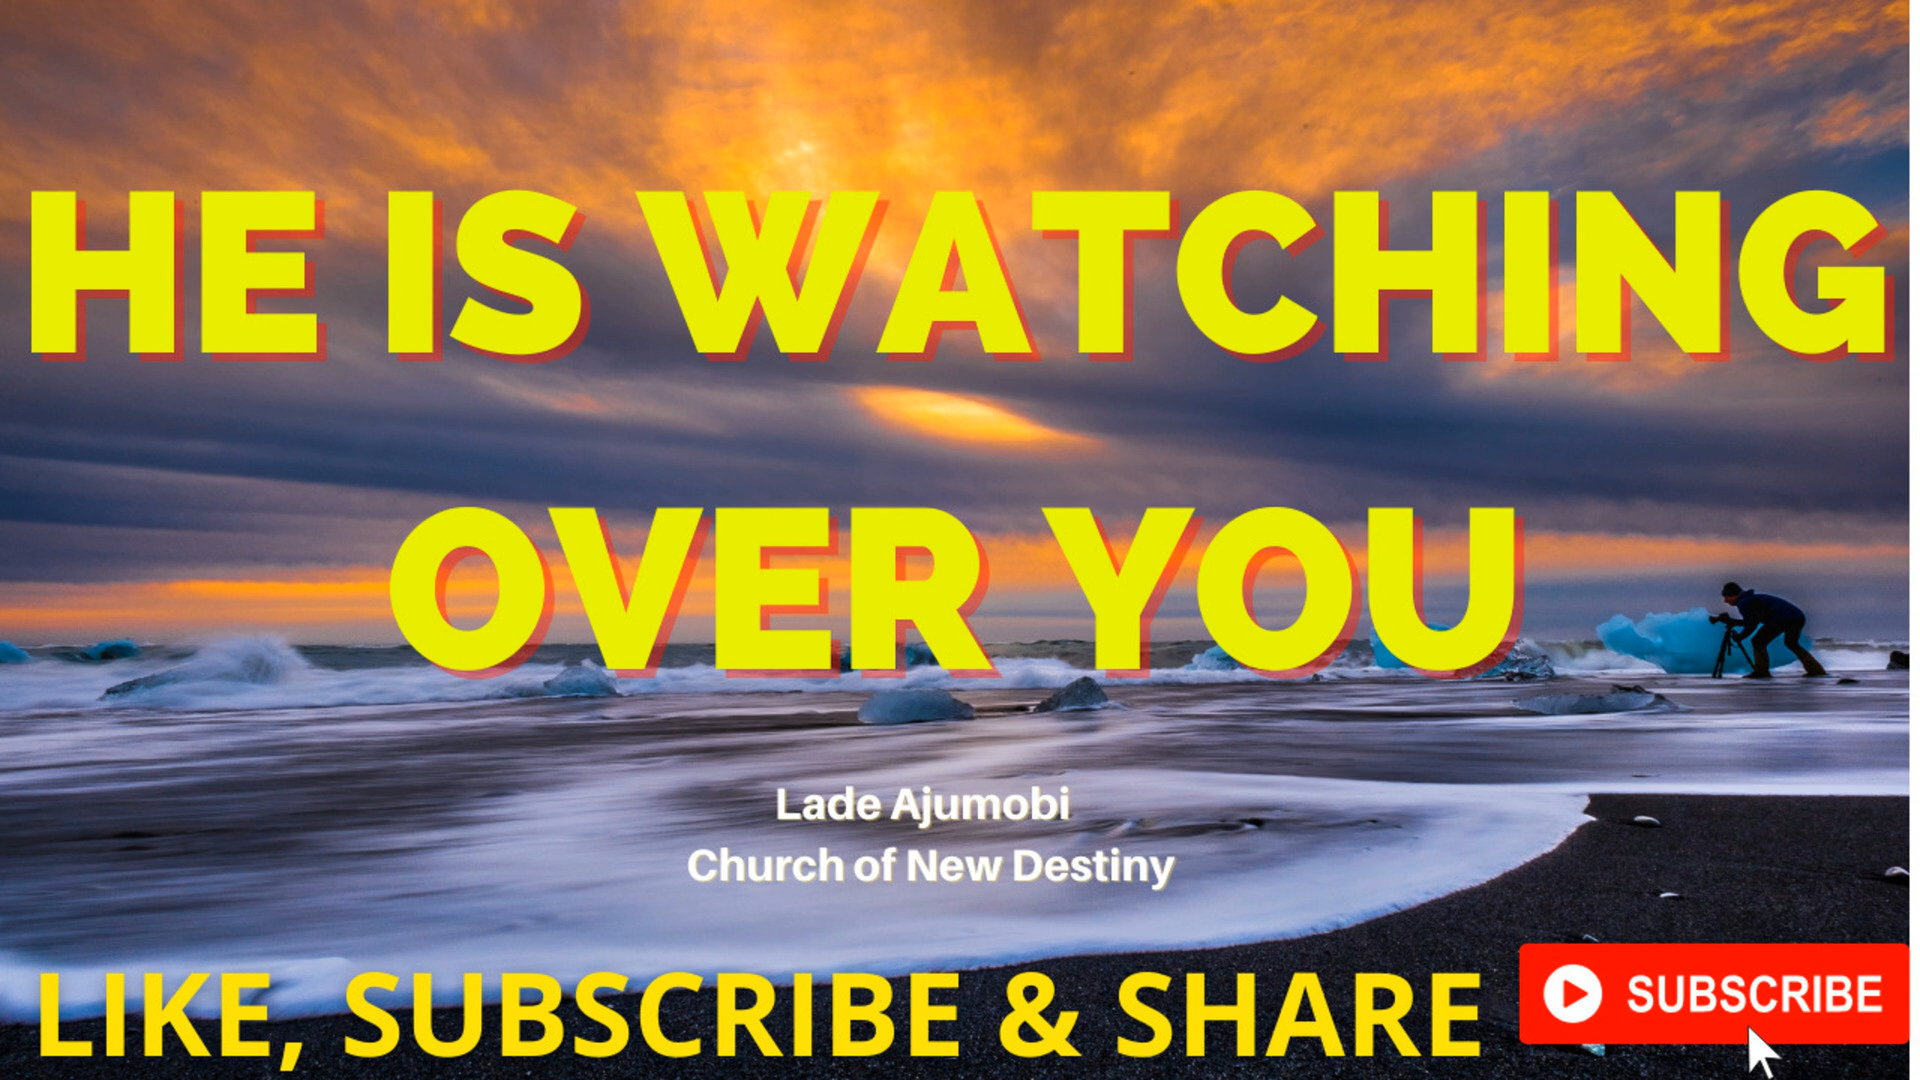 HE IS WATCHING
OVER YOU
Lade Ajumobi
Church of New Destiny
LIKE, SUBSCRIBE & SHARE
SUBSCRIBE